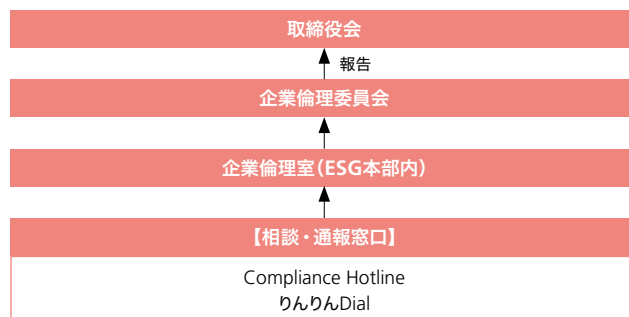 取締役会
報告
企業倫理委員会
企業倫理室（ESG本部内）
【相談・通報窓口】
Compliance Hotline
りんりんDial